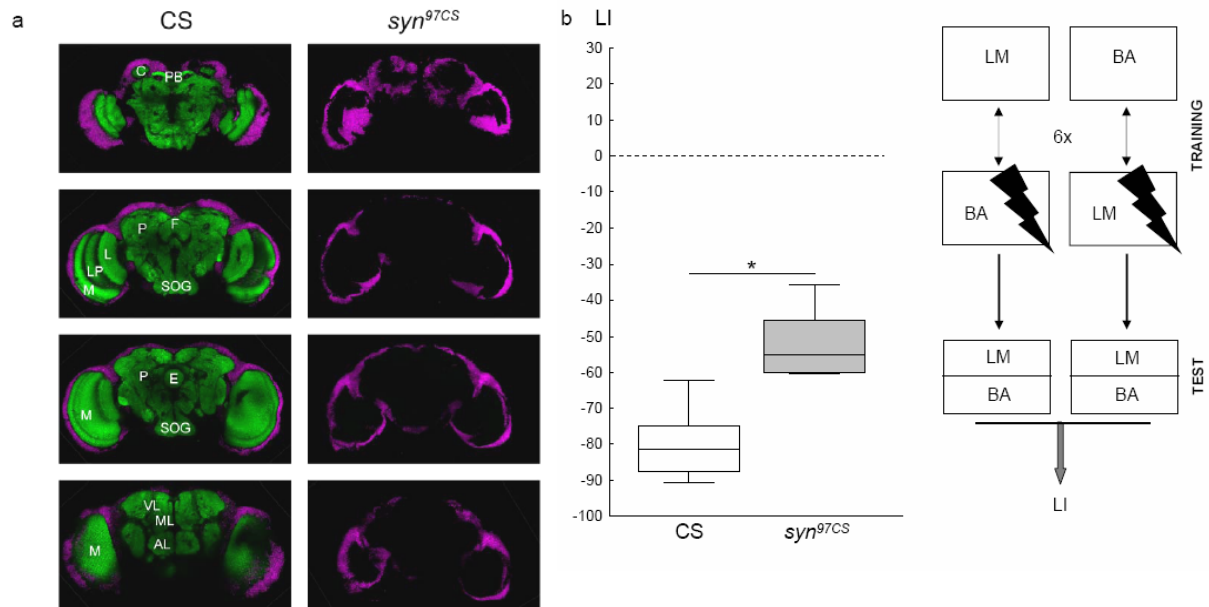 a
CS
syn97CS
C
PB
P
F
L
LP
M
SOG
P
E
M
SOG
VL
ML
M
AL
b
LI
30
20
10
0
-10
-20
-30
-40
-50
-60
-70
-80
-90
-100
*
CS
syn97CS
LM
BA
6x
TRAINING
BA
LM
LM
LM
BA
BA
TEST
LI